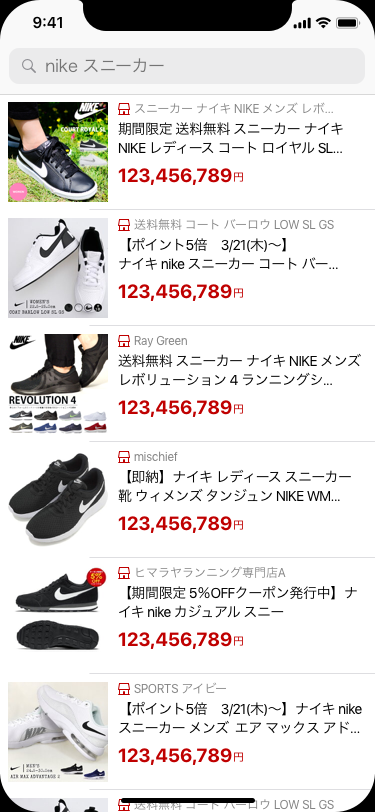 9:41
nike スニーカー
スニーカー ナイキ NIKE メンズ レボ...
期間限定 送料無料 スニーカー ナイキ
NIKE レディース コート ロイヤル SL...
123,456,789円
NIKE
COURT ROYAL SL
送料無料 コート バーロウ LOW SL GS
【ポイント5倍 3/21(木)〜】
ナイキ nike スニーカー コート バー...
123,456,789円
WOMEN'S
Ray Green
送料無料 スニーカー ナイキ NIKE メンズ
レボリューション 4 ランニングシ...
123,456,789円
NIKE
REVOLUTION 4
mischief
【即納】ナイキ レディース スニーカー
靴 ウィメンズ タンジュン NIKE WM...
123,456,789円
ヒマラヤランニング専門店A
【期間限定 5%OFFクーポン発行中】ナ
イキ nike カジュアル スニー
123,456,789円
5%
OFF
SPORTS アイビー
【ポイント5倍 3/21(木)〜】ナイキ nike
スニーカー メンズ エア マックス アド...
123,456,789円
MEN'S
AIR MAX ADVANTAGE 2
送料無料 コート バーロウ LOW SL GS